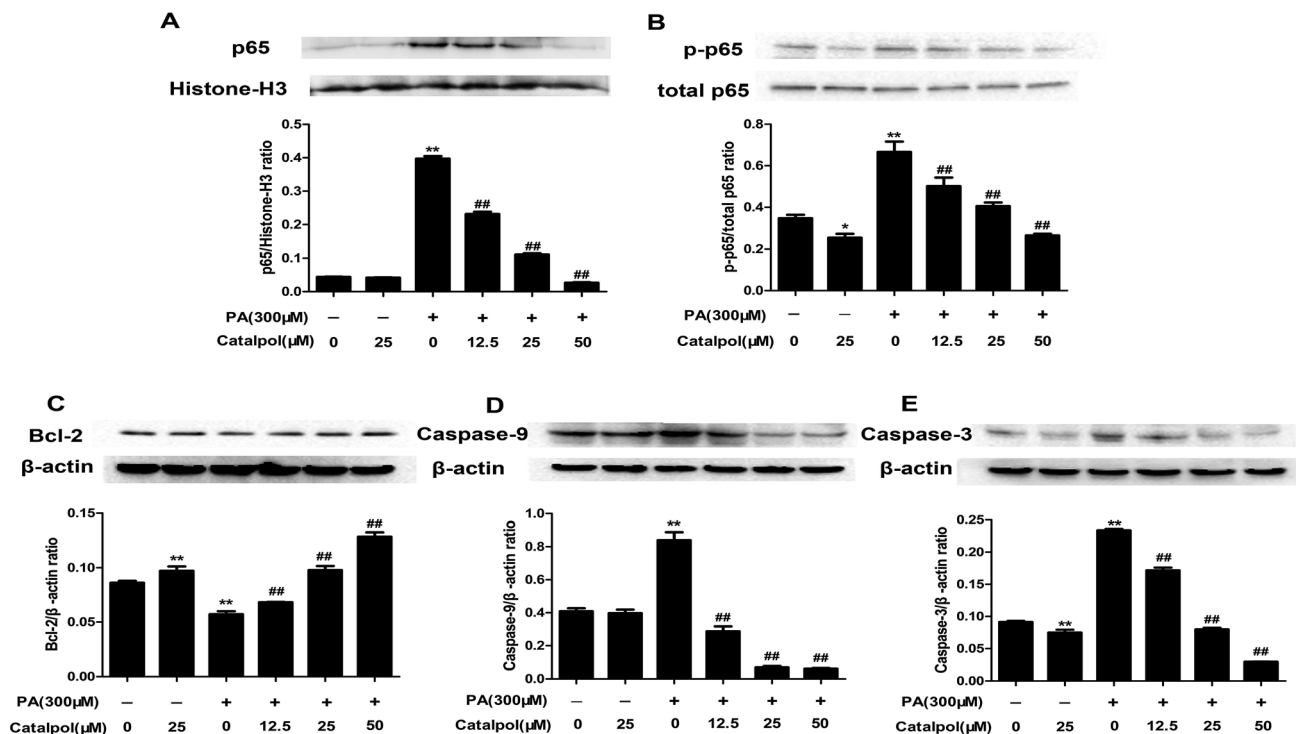 A
p65
Histone-H3
p65/Histone-H3 ratio
0.5
0.4
0.3
0.2
0.1
0.0
** ## ## ##
PA(300μM) – – + + + +
Catalpol(μM) 0 25 0 12.5 25 50
B
p-p65
total p65
p-p65/total p65 ratio
0.8
0.6
0.4
0.2
0.0
* ** ## ## ##
PA(300μM) – – + + + +
Catalpol(μM) 0 25 0 12.5 25 50
C
Bcl-2
β-actin
Bcl-2/β -actin ratio
0.15
0.10
0.05
0.00
** ** ## ## ##
PA(300μM) – – + + + +
Catalpol(μM) 0 25 0 12.5 25 50
D
Caspase-9
β-actin
Caspase-9/β -actin ratio
1.0
0.8
0.6
0.4
0.2
0.0
** ## ## ##
PA(300μM) – – + + + +
Catalpol(μM) 0 25 0 12.5 25 50
E
Caspase-3
β-actin
Caspase-3/β -actin ratio
0.25
0.20
0.15
0.10
0.05
0.00
** ** ## ## ##
PA(300μM) – – + + + +
Catalpol(μM) 0 25 0 12.5 25 50